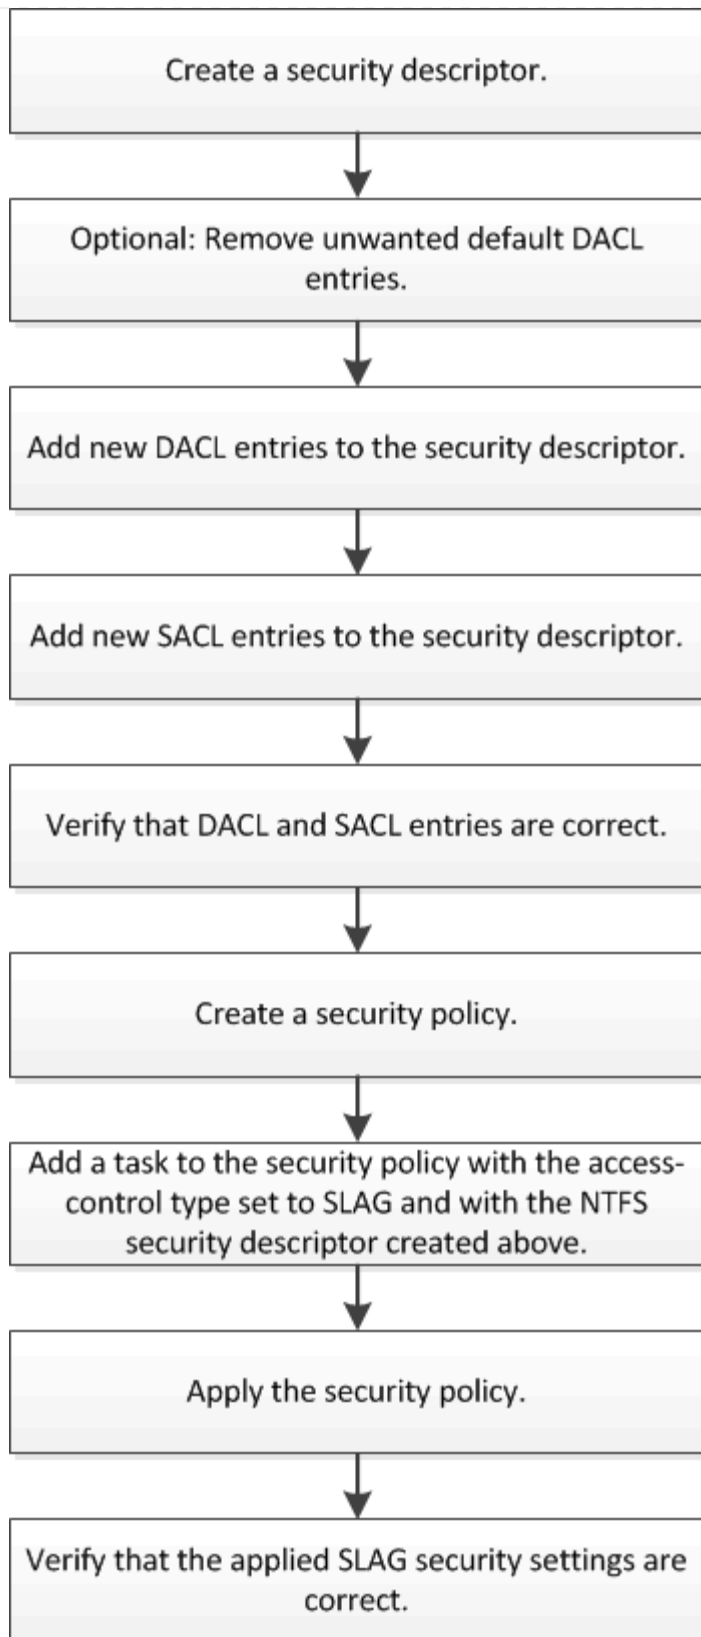 Create a security descriptor.
Optional: Remove unwanted default DACL
entries.
Add new DACL entries to the security descriptor.
Add new SACL entries to the security descriptor.
Verify that DACL and SACL entries are correct.
Create a security policy.
Add a task to the security policy with the access-
control type set to SLAG and with the NTFS
security descriptor created above.
Apply the security policy.
Verify that the applied SLAG security settings are
correct.